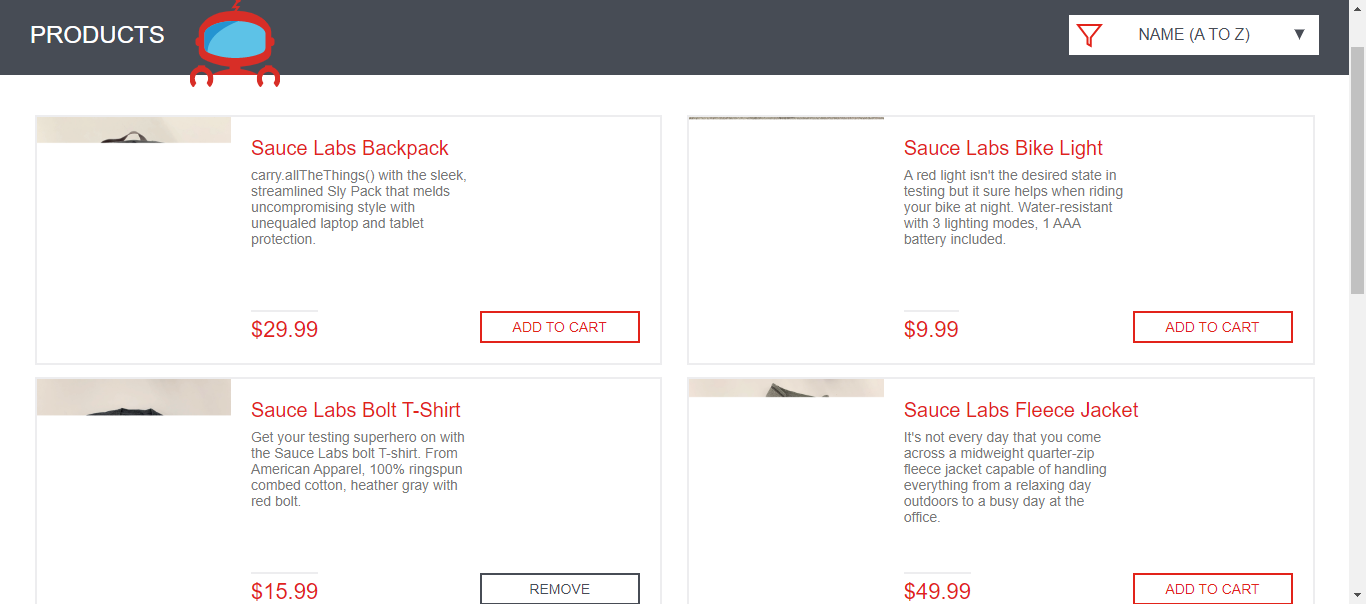 PRODUCTS
NAME (A TO Z)
Sauce Labs Backpack
carry.allTheThings() with the sleek,
streamlined Sly Pack that melds
uncompromising style with
unequaled laptop and tablet
protection.
$29.99
ADD TO CART
Sauce Labs Bike Light
A red light isn't the desired state in
testing but it sure helps when riding
your bike at night. Water-resistant
with 3 lighting modes, 1 AAA
battery included.
$9.99
ADD TO CART
Sauce Labs Bolt T-Shirt
Get your testing superhero on with
the Sauce Labs bolt T-shirt. From
American Apparel, 100% ringspun
combed cotton, heather gray with
red bolt.
$15.99
REMOVE
Sauce Labs Fleece Jacket
It's not every day that you come
across a midweight quarter-zip
fleece jacket capable of handling
everything from a relaxing day
outdoors to a busy day at the
office.
$49.99
ADD TO CART